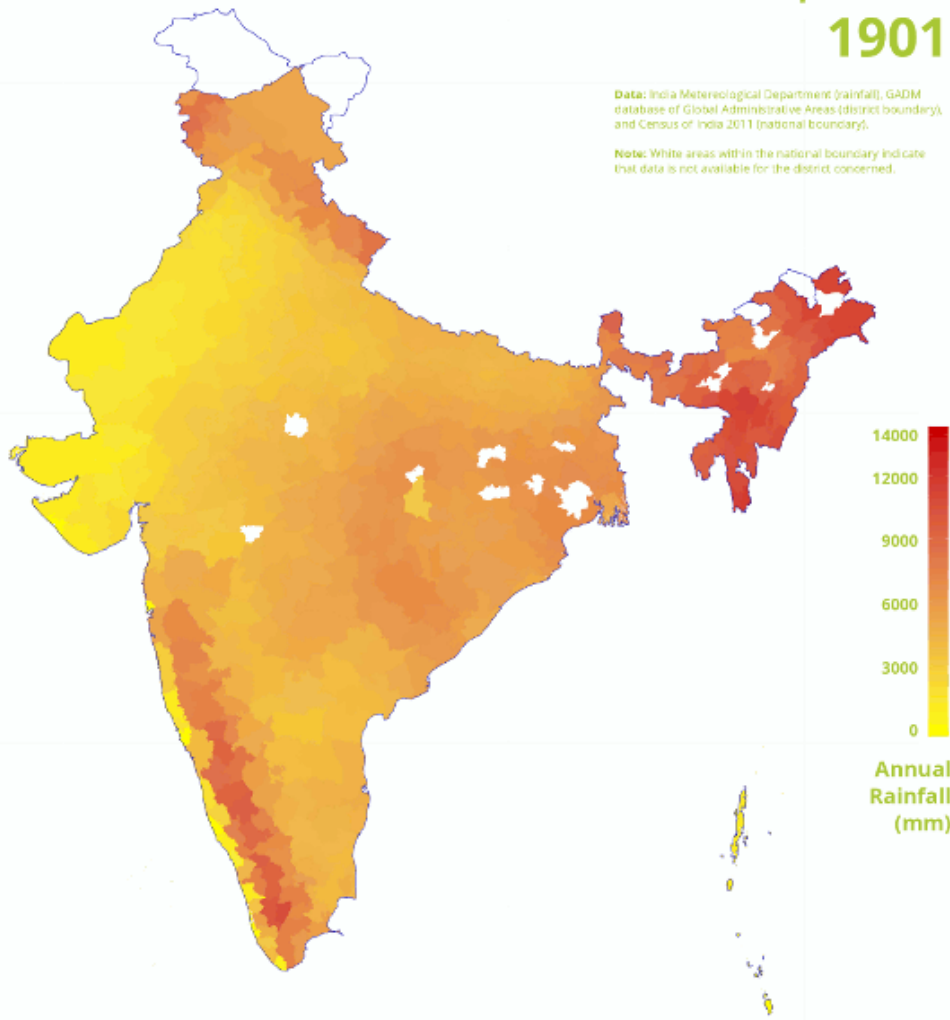 1901
Data: India Metereological Department (rainfall), GADM
database of Global Administrative Areas (district boundary),
and Census of India 2011 (national boundary).
Note: White areas within the national boundary indicate
that data is not available for the district concerned.
14000
12000
9000
6000
3000
0
Annual
Rainfall
(mm)